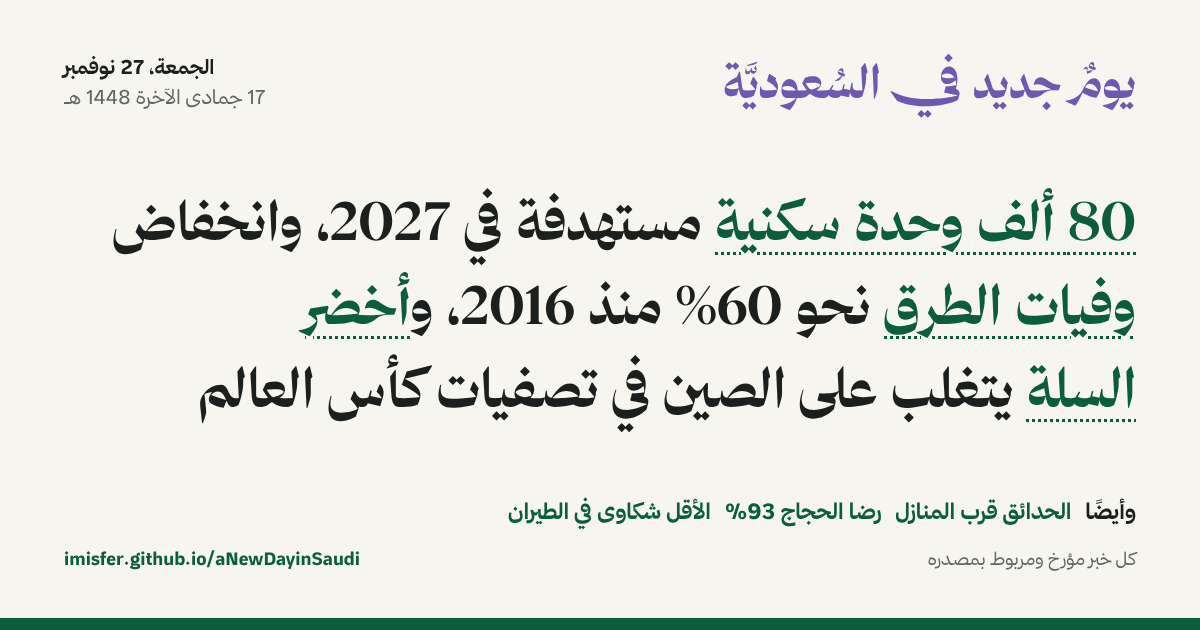 يومٌ جديد في السُعوديَّة
الجمعة، 27 نوفمبر
17 جمادى الآخرة 1448 هـ
80 ألف وحدة سكنية مستهدفة في 2027، وانخفاض
وفيات الطرق نحو 60% منذ 2016، وأخضر
السلة يتغلب على الصين في تصفيات كأس العالم
وأيضًا الحدائق قرب المنازل رضا الحجاج 93% الأقل شكاوى في الطيران
كل خبر مؤرخ ومربوط بمصدره
imisfer.github.io/aNewDayinSaudi